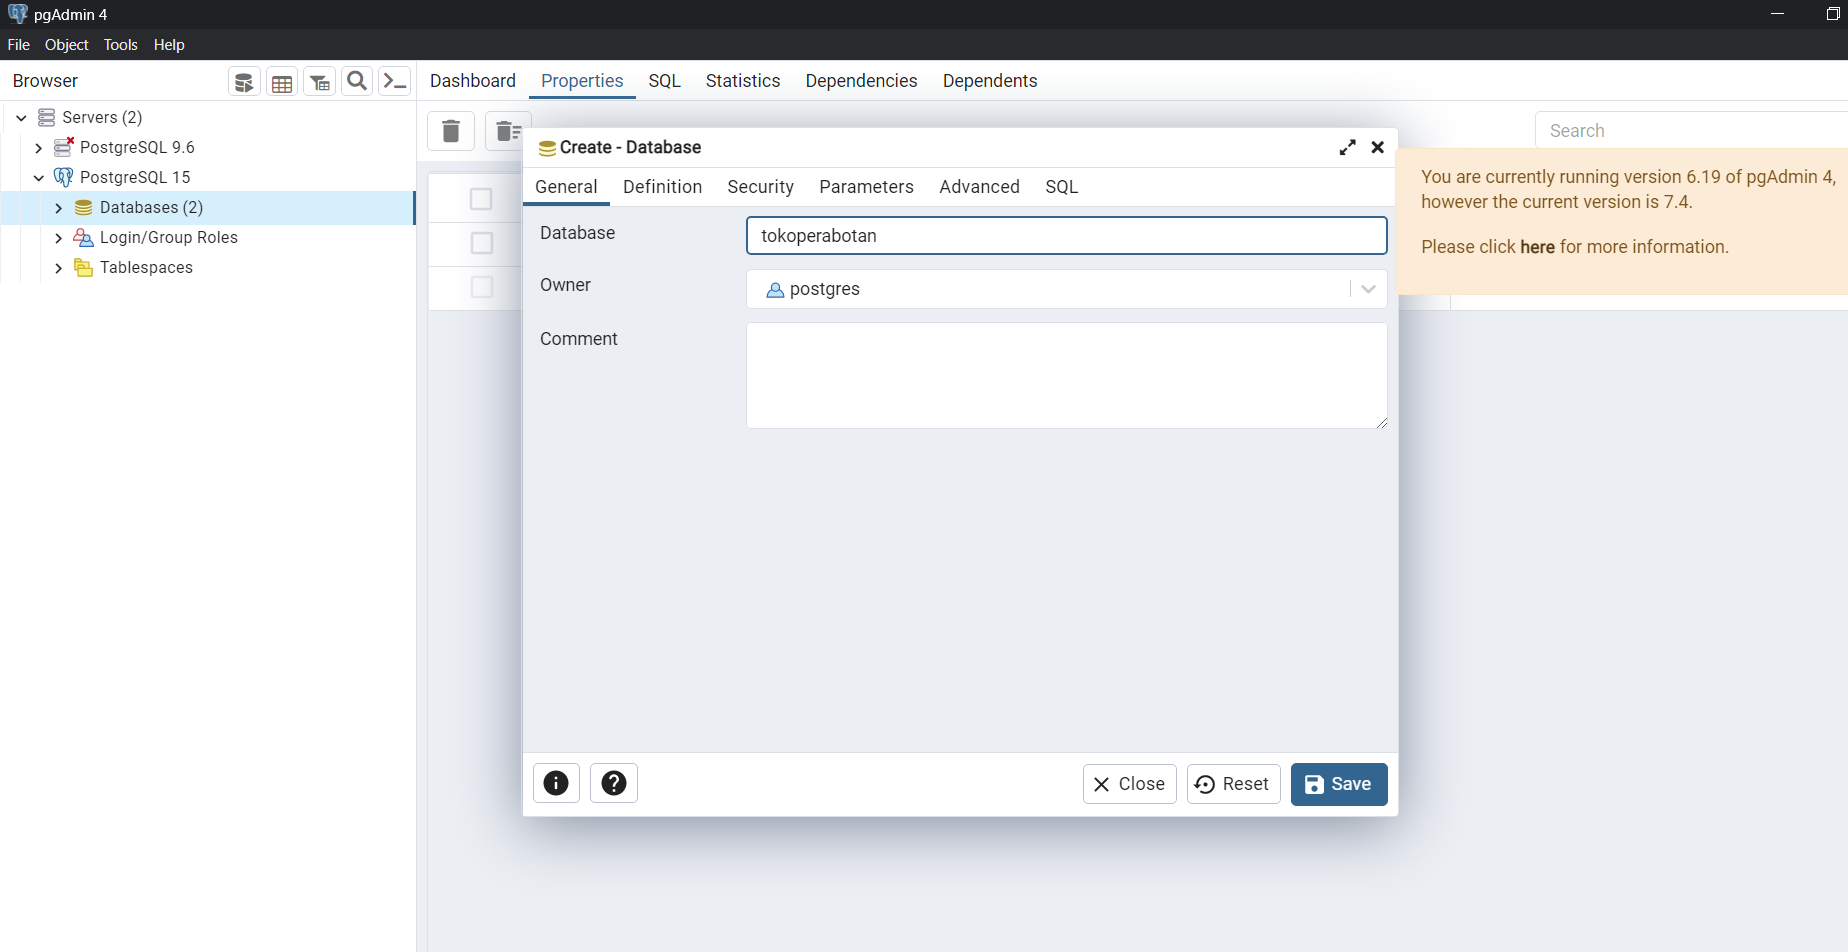 pgAdmin 4
File Object Tools Help
Browser
Dashboard Properties SQL Statistics Dependencies Dependents
Servers (2)
PostgreSQL 9.6
PostgreSQL 15
Databases (2)
Login/Group Roles
Tablespaces
Search
Create - Database
General Definition Security Parameters Advanced SQL
Database
tokoperabotan
Owner
postgres
Comment
Close Reset Save
You are currently running version 6.19 of pgAdmin 4,
however the current version is 7.4.
Please click here for more information.